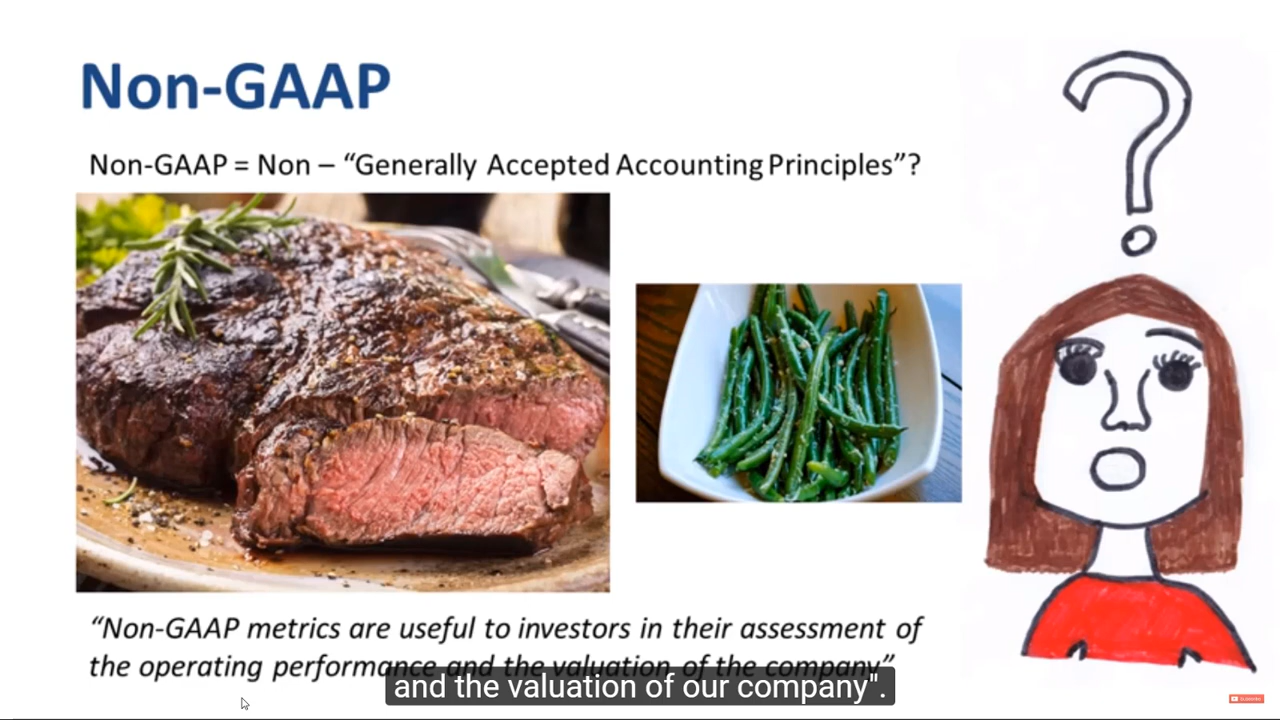 Non-GAAP
Non-GAAP = Non – “Generally Accepted Accounting Principles”?
“Non-GAAP metrics are useful to investors in their assessment of
the operating performance and the valuation of the company”
and the valuation of our company".